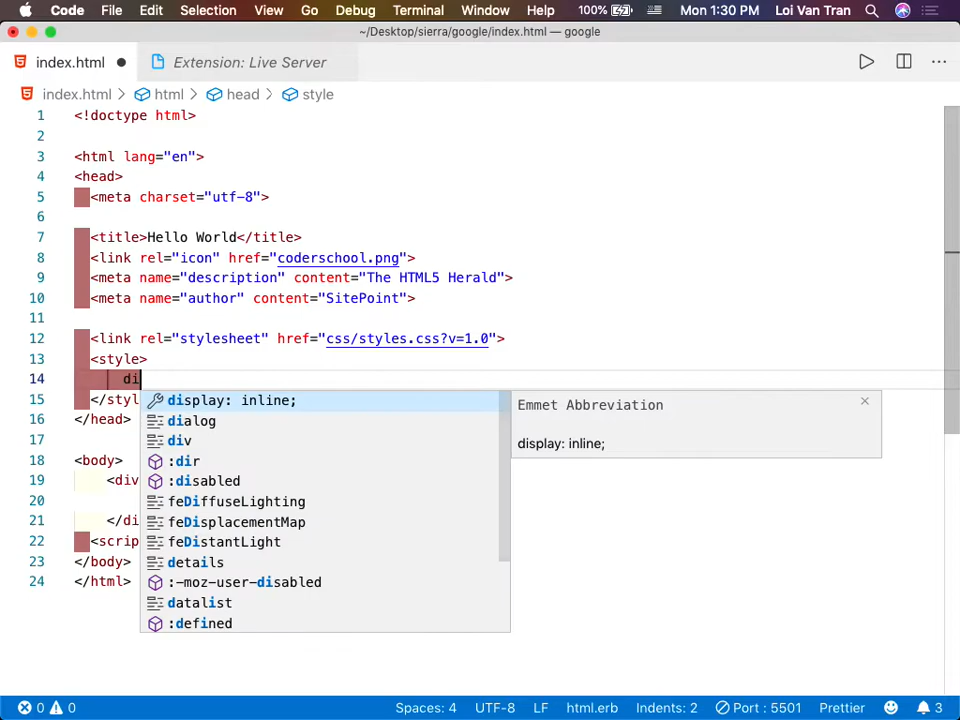 Code File Edit Selection View Go Debug Terminal Window Help 100% Mon 1:30 PM Loi Van Tran
~/Desktop/sierra/google/index.html — google
index.html Extension: Live Server
index.html html head style
1 <!doctype html>
2
3 <html lang="en">
4 <head>
5 <meta charset="utf-8">
6
7 <title>Hello World</title>
8 <link rel="icon" href="coderschool.png">
9 <meta name="description" content="The HTML5 Herald">
10 <meta name="author" content="SitePoint">
11
12 <link rel="stylesheet" href="css/styles.css?v=1.0">
13 <style>
14 di
15 </styl
16 </head>
17
18 <body>
19 <div
20
21 </di
22 <scrip
23 </body>
24 </html>
display: inline;
dialog
div
:dir
:disabled
feDiffuseLighting
feDisplacementMap
feDistantLight
details
:-moz-user-disabled
datalist
:defined
Emmet Abbreviation
display: inline;
0 0 Spaces: 4 UTF-8 LF html.erb Indents: 2 Port : 5501 Prettier 3